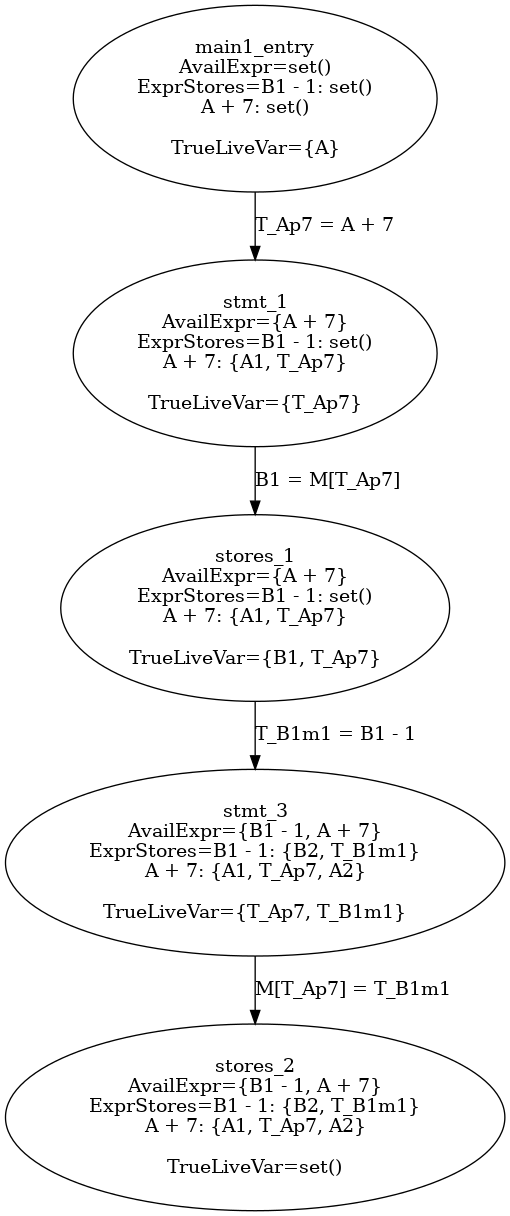 main1_entry
AvailExpr=set()
ExprStores=B1 - 1: set()
A + 7: set()
TrueLiveVar={A}
T_Ap7 = A + 7
stmt_1
AvailExpr={A + 7}
ExprStores=B1 - 1: set()
A + 7: {A1, T_Ap7}
TrueLiveVar={T_Ap7}
B1 = M[T_Ap7]
stores_1
AvailExpr={A + 7}
ExprStores=B1 - 1: set()
A + 7: {A1, T_Ap7}
TrueLiveVar={B1, T_Ap7}
T_B1m1 = B1 - 1
stmt_3
AvailExpr={B1 - 1, A + 7}
ExprStores=B1 - 1: {B2, T_B1m1}
A + 7: {A1, T_Ap7, A2}
TrueLiveVar={T_Ap7, T_B1m1}
M[T_Ap7] = T_B1m1
stores_2
AvailExpr={B1 - 1, A + 7}
ExprStores=B1 - 1: {B2, T_B1m1}
A + 7: {A1, T_Ap7, A2}
TrueLiveVar=set()